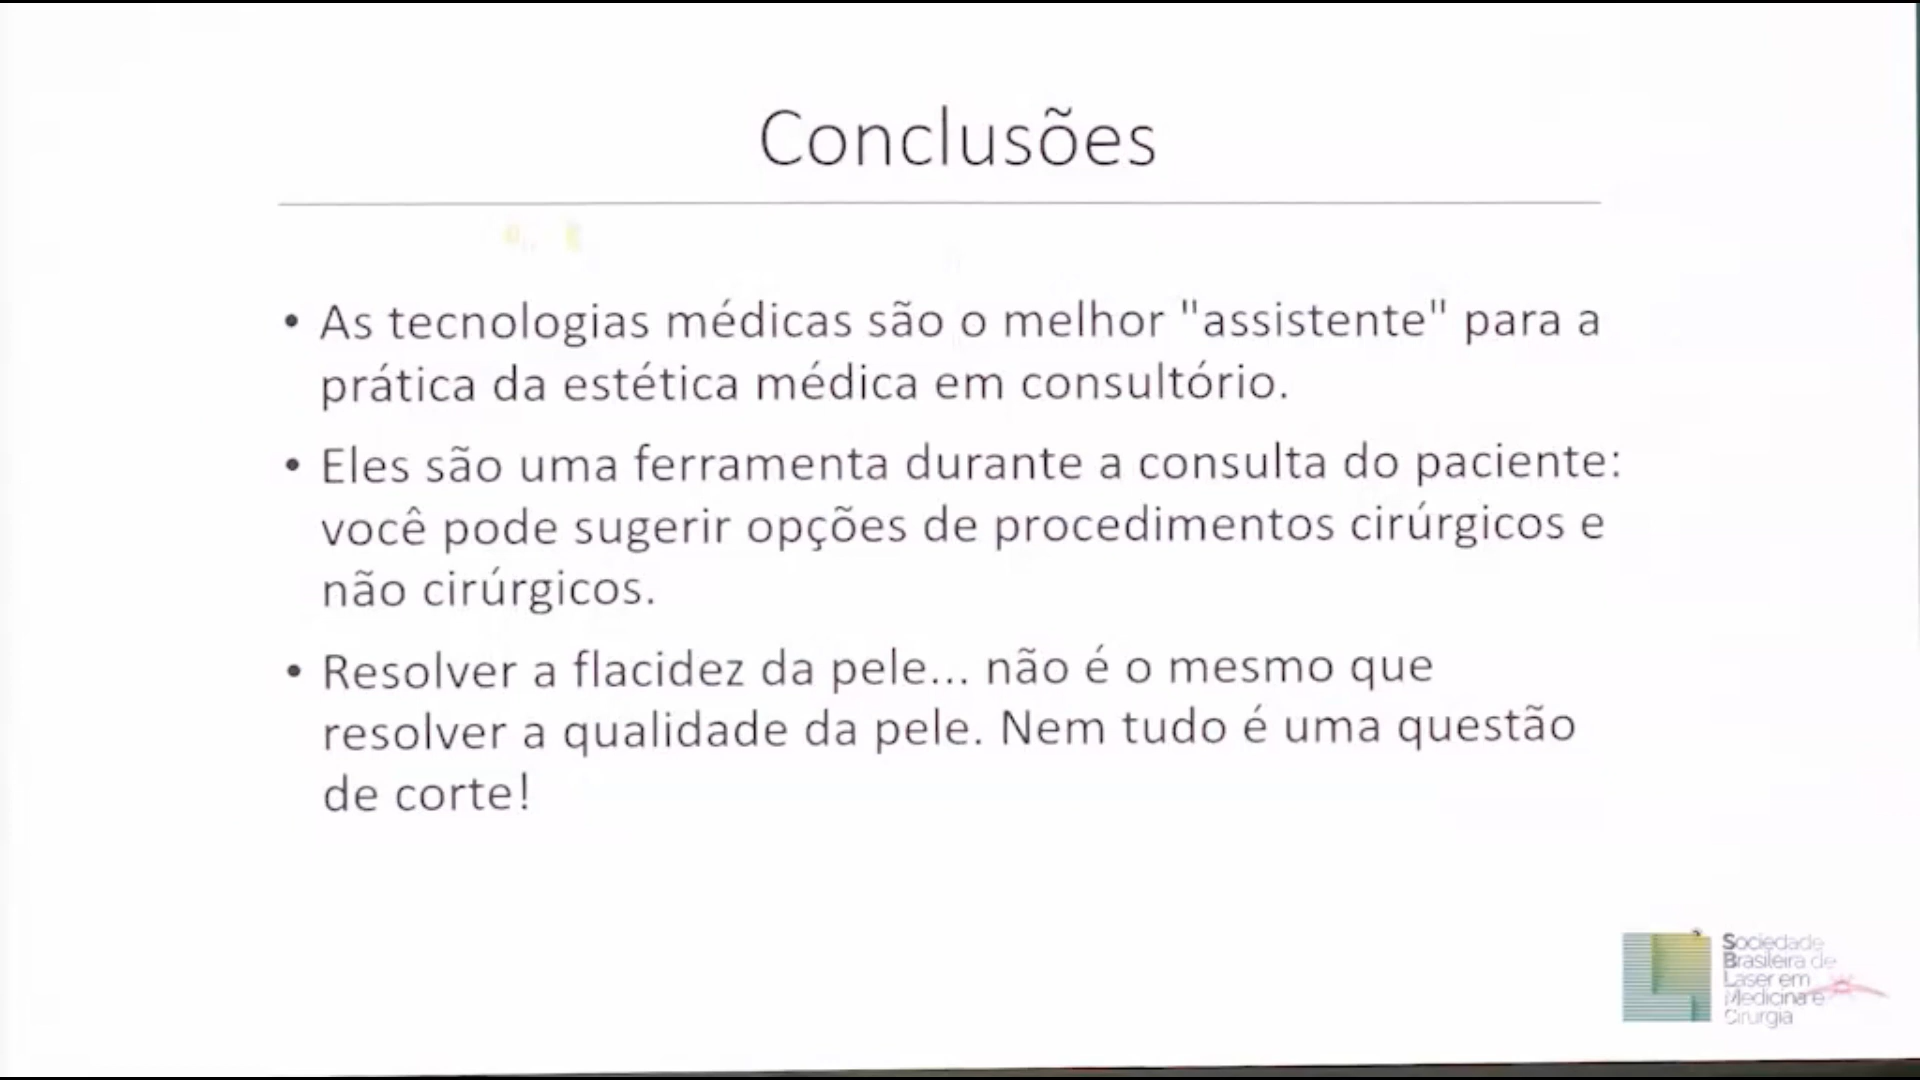 Conclusões
• As tecnologias médicas são o melhor "assistente" para a
prática da estética médica em consultório.
• Eles são uma ferramenta durante a consulta do paciente:
você pode sugerir opções de procedimentos cirúrgicos e
não cirúrgicos.
• Resolver a flacidez da pele... não é o mesmo que
resolver a qualidade da pele. Nem tudo é uma questão
de corte!
Sociedade
Brasileira de
Laser em
Medicina e
Cirurgia